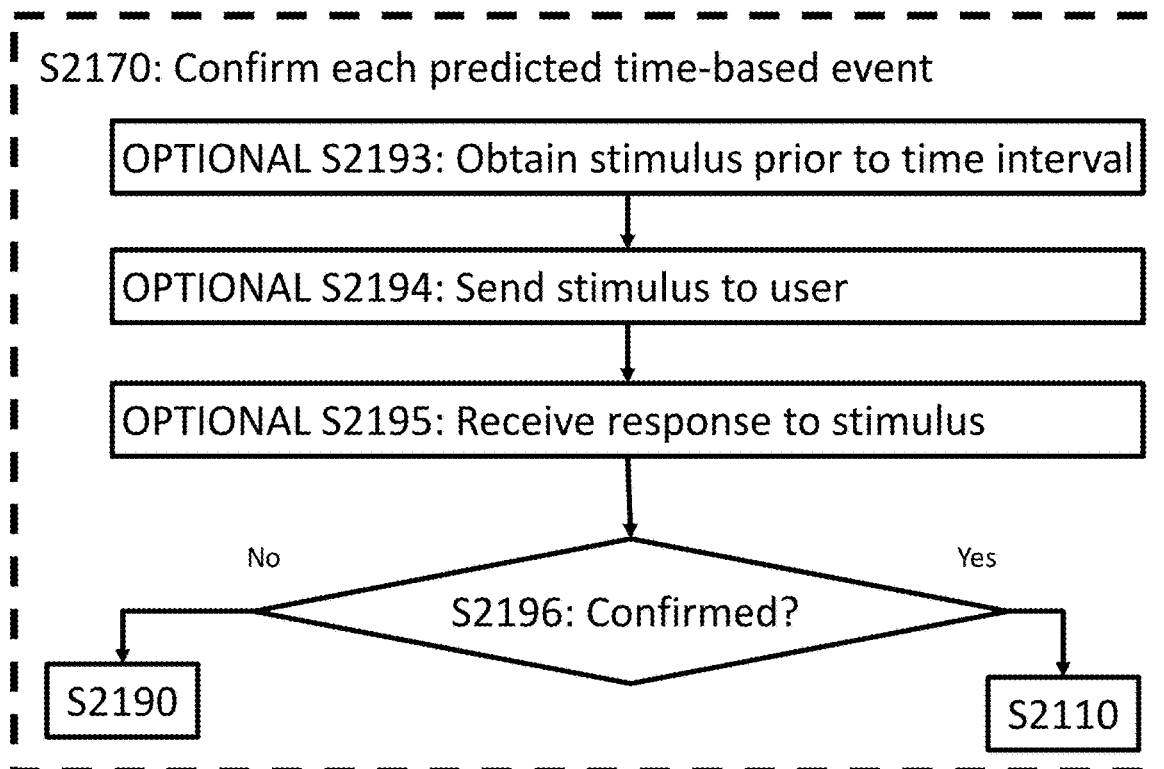 S2170: Confirm each predicted time-based event
OPTIONAL S2193: Obtain stimulus prior to time interval
OPTIONAL S2194: Send stimulus to user
OPTIONAL S2195: Receive response to stimulus
No
Yes
S2196: Confirmed?
S2190
S2110